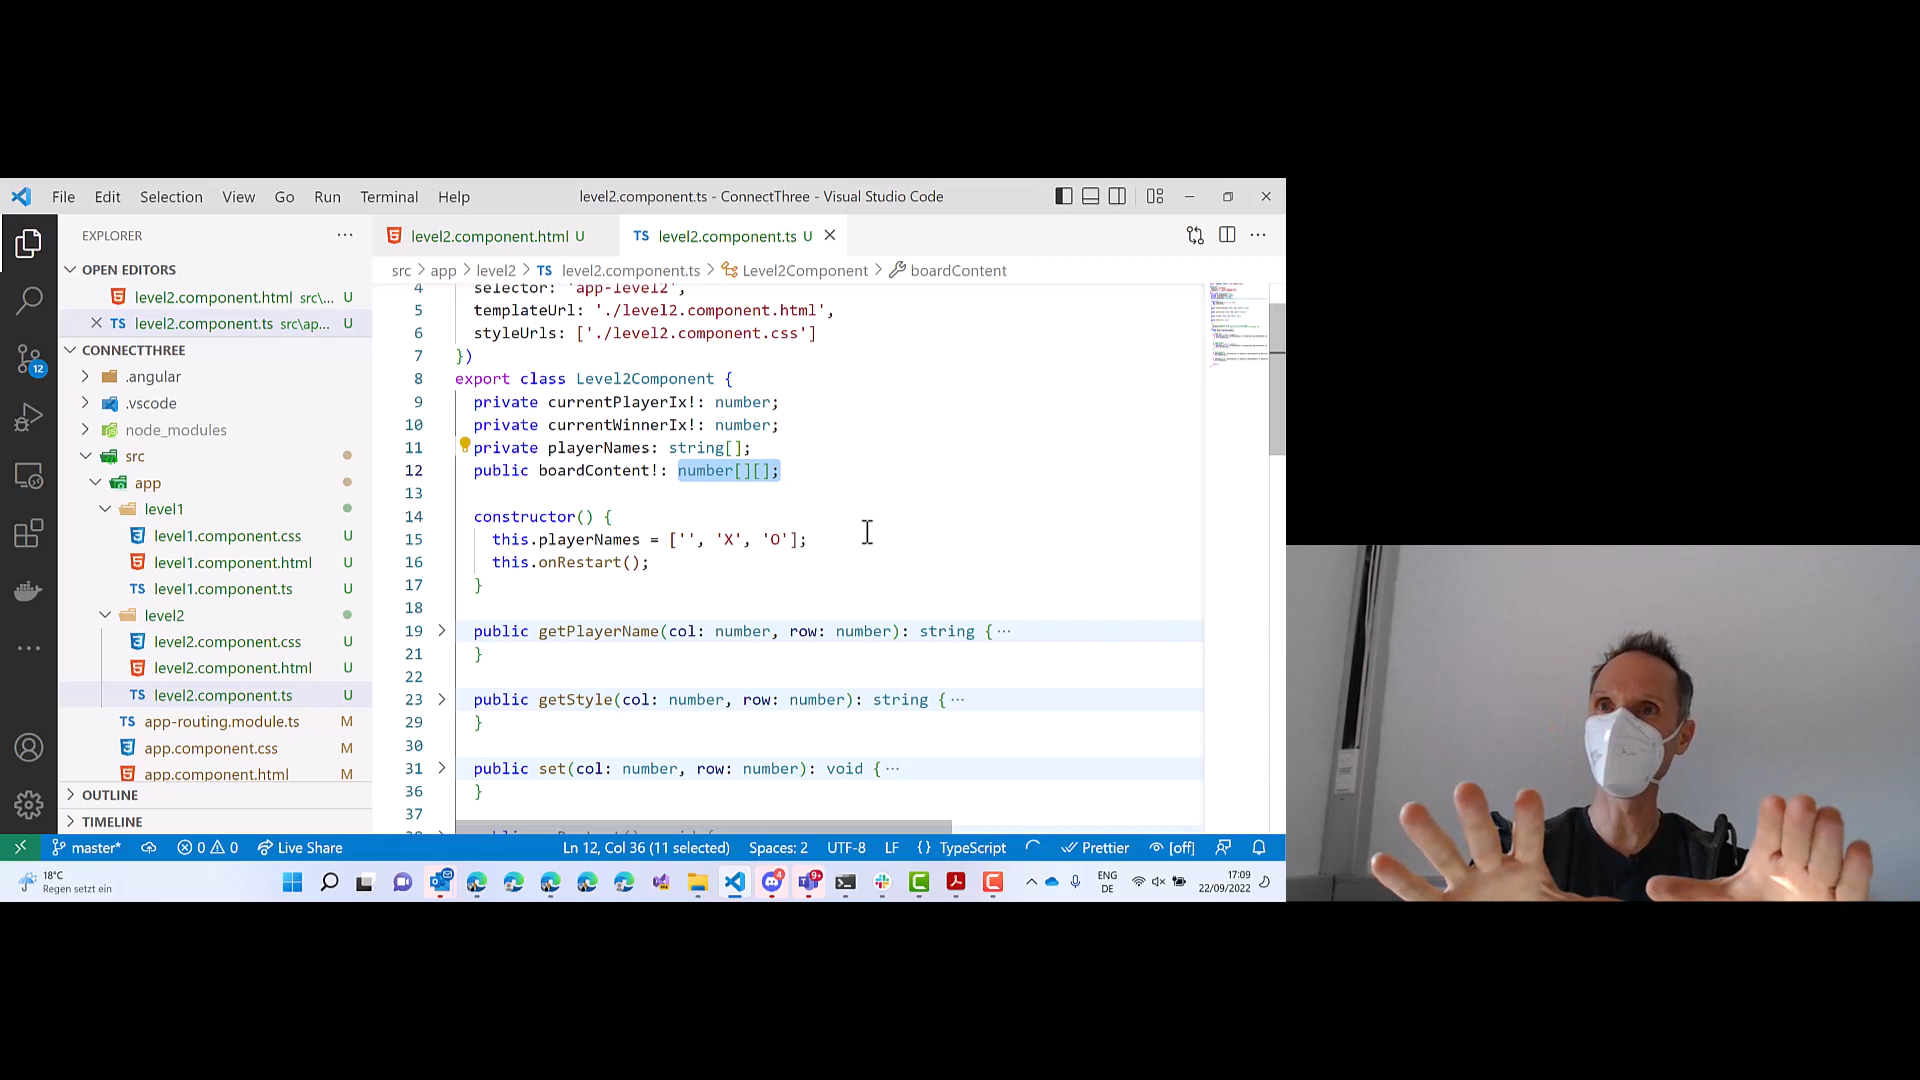 File Edit Selection View Go Run Terminal Help
level2.component.ts - ConnectThree - Visual Studio Code
EXPLORER
OPEN EDITORS
level2.component.html src\... U
level2.component.ts src\ap... U
CONNECTTHREE
.angular
.vscode
node_modules
src
app
level1
level1.component.css U
level1.component.html U
level1.component.ts U
level2
level2.component.css U
level2.component.html U
level2.component.ts U
app-routing.module.ts M
app.component.css M
app.component.html M
OUTLINE
TIMELINE
12
level2.component.html U
TS level2.component.ts U
src > app > level2 > TS level2.component.ts > Level2Component > boardContent
4 selector: 'app-level2',
5 templateUrl: './level2.component.html',
6 styleUrls: ['./level2.component.css']
7 })
8 export class Level2Component {
9 private currentPlayerIx!: number;
10 private currentWinnerIx!: number;
11 private playerNames: string[];
12 public boardContent!: number[][];
13
14 constructor() {
15 this.playerNames = ['', 'X', 'O'];
16 this.onRestart();
17 }
18
19 public getPlayerName(col: number, row: number): string { ...
21 }
22
23 public getStyle(col: number, row: number): string { ...
29 }
30
31 public set(col: number, row: number): void { ...
36 }
37
master* 0 0 Live Share
Ln 12, Col 36 (11 selected) Spaces: 2 UTF-8 LF {} TypeScript Prettier [off]
18°C
Regen setzt ein
4
9+
ENG
DE
17:09
22/09/2022